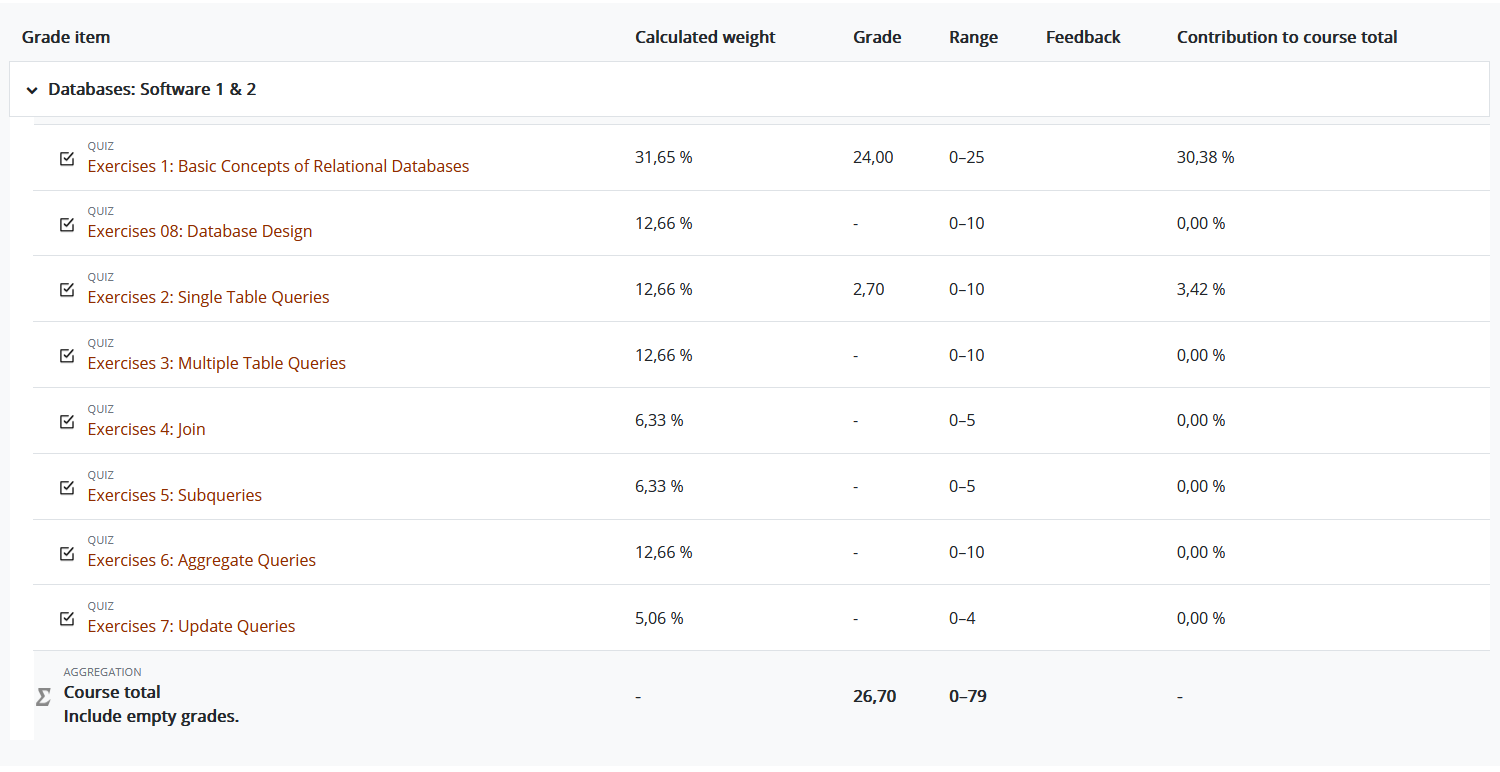 Grade item Calculated weight Grade Range Feedback Contribution to course total
Databases: Software 1 & 2
QUIZ
Exercises 1: Basic Concepts of Relational Databases 31,65 % 24,00 0–25 30,38 %
QUIZ
Exercises 08: Database Design 12,66 % - 0–10 0,00 %
QUIZ
Exercises 2: Single Table Queries 12,66 % 2,70 0–10 3,42 %
QUIZ
Exercises 3: Multiple Table Queries 12,66 % - 0–10 0,00 %
QUIZ
Exercises 4: Join 6,33 % - 0–5 0,00 %
QUIZ
Exercises 5: Subqueries 6,33 % - 0–5 0,00 %
QUIZ
Exercises 6: Aggregate Queries 12,66 % - 0–10 0,00 %
QUIZ
Exercises 7: Update Queries 5,06 % - 0–4 0,00 %
AGGREGATION
Course total - 26,70 0–79 -
Include empty grades.